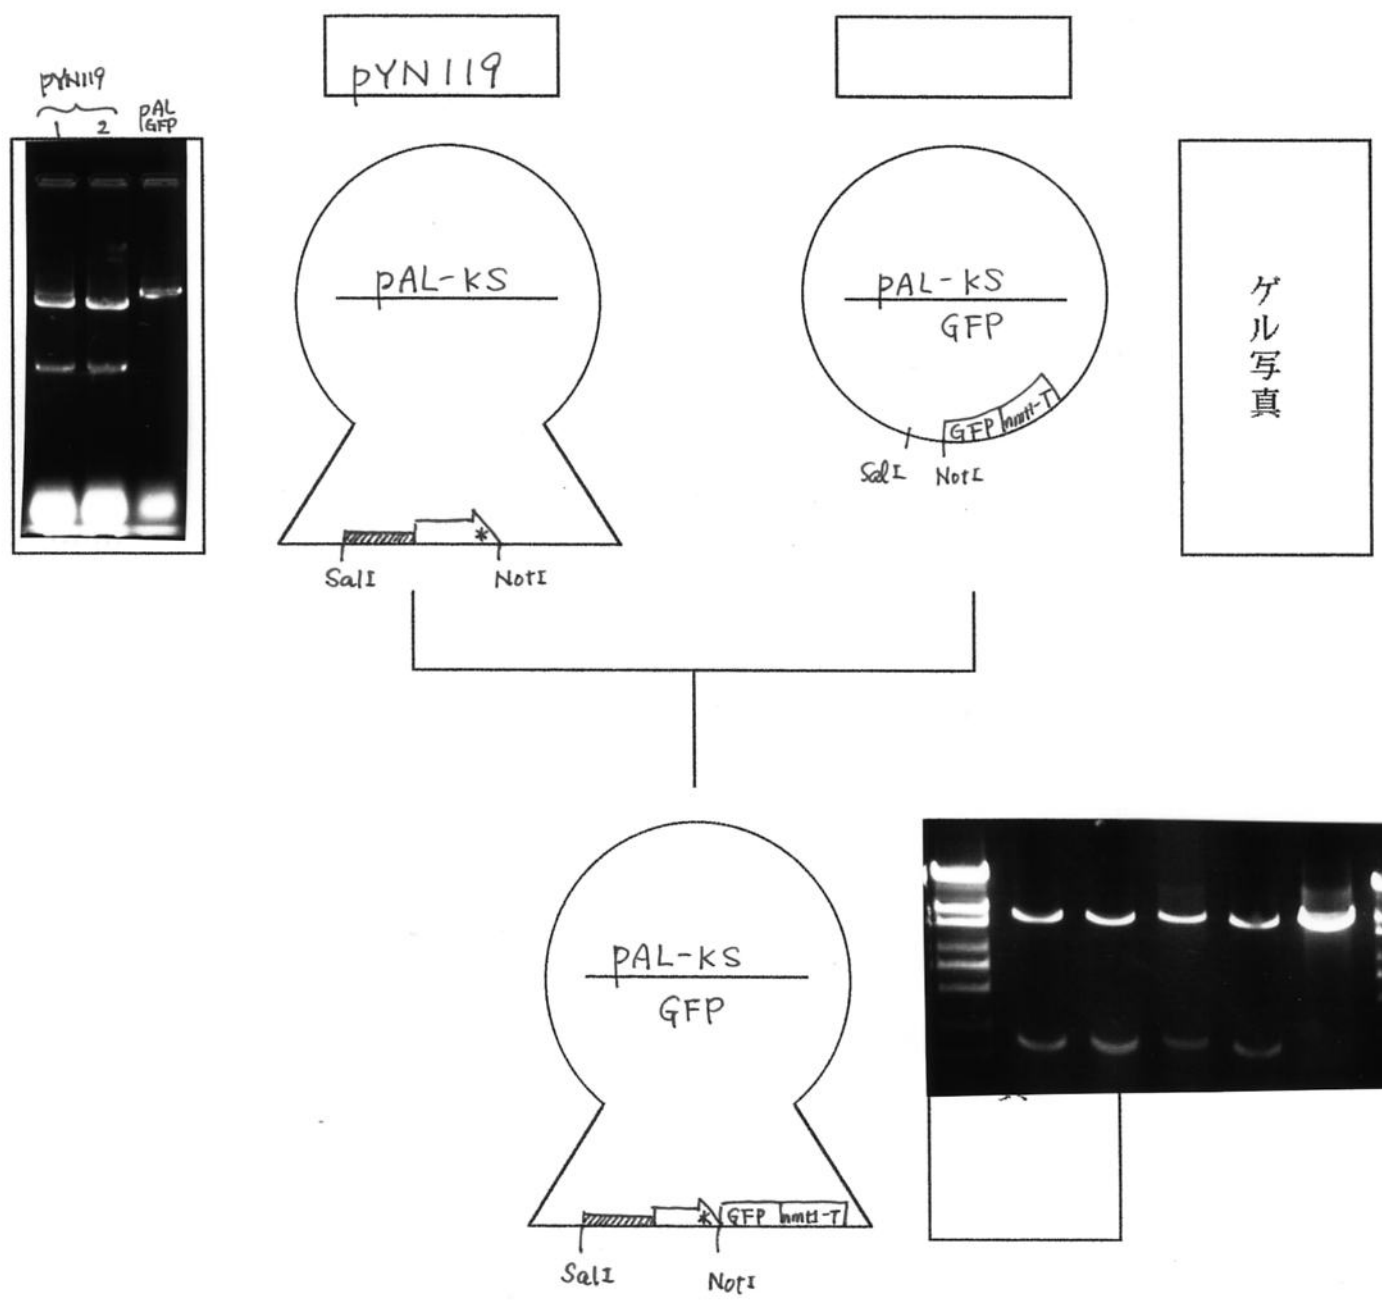 pYN119
1 2
pAL
GFP
pYN119
pAL-KS
SalI NotI
pAL-KS
GFP
GFP nmt1-T
SalI NotI
ゲル写真
pAL-KS
GFP
* GFP nmt1-T
SalI NotI